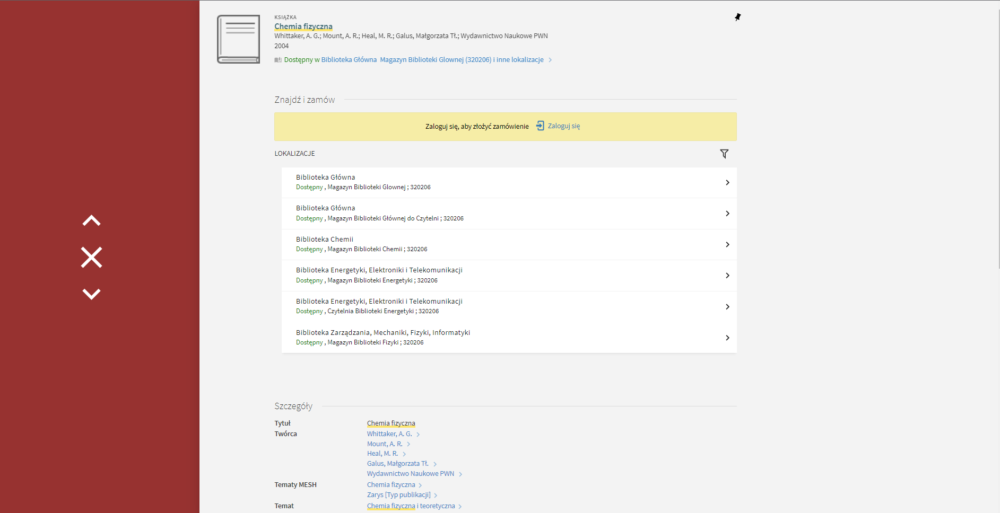 KSIĄŻKA
Chemia fizyczna
Whittaker, A. G.; Mount, A. R.; Heal, M. R.; Galus, Małgorzata Tł.; Wydawnictwo Naukowe PWN
2004
Dostępny w Biblioteka Główna Magazyn Biblioteki Glownej (320206) i inne lokalizacje
Znajdź i zamów
Zaloguj się, aby złożyć zamówienie Zaloguj się
LOKALIZACJE
Biblioteka Główna
Dostępny , Magazyn Biblioteki Glownej ; 320206
Biblioteka Główna
Dostępny , Magazyn Biblioteki Głównej do Czytelni ; 320206
Biblioteka Chemii
Dostępny , Magazyn Biblioteki Chemii ; 320206
Biblioteka Energetyki, Elektroniki i Telekomunikacji
Dostępny , Magazyn Biblioteki Energetyki ; 320206
Biblioteka Energetyki, Elektroniki i Telekomunikacji
Dostępny , Czytelnia Biblioteki Energetyki ; 320206
Biblioteka Zarządzania, Mechaniki, Fizyki, Informatyki
Dostępny , Magazyn Biblioteki Fizyki ; 320206
Szczegóły
Tytuł Chemia fizyczna
Twórca Whittaker, A. G.
Mount, A. R.
Heal, M. R.
Galus, Małgorzata Tł.
Wydawnictwo Naukowe PWN
Tematy MESH Chemia fizyczna
Zarys [Typ publikacji]
Temat Chemia fizyczna i teoretyczna